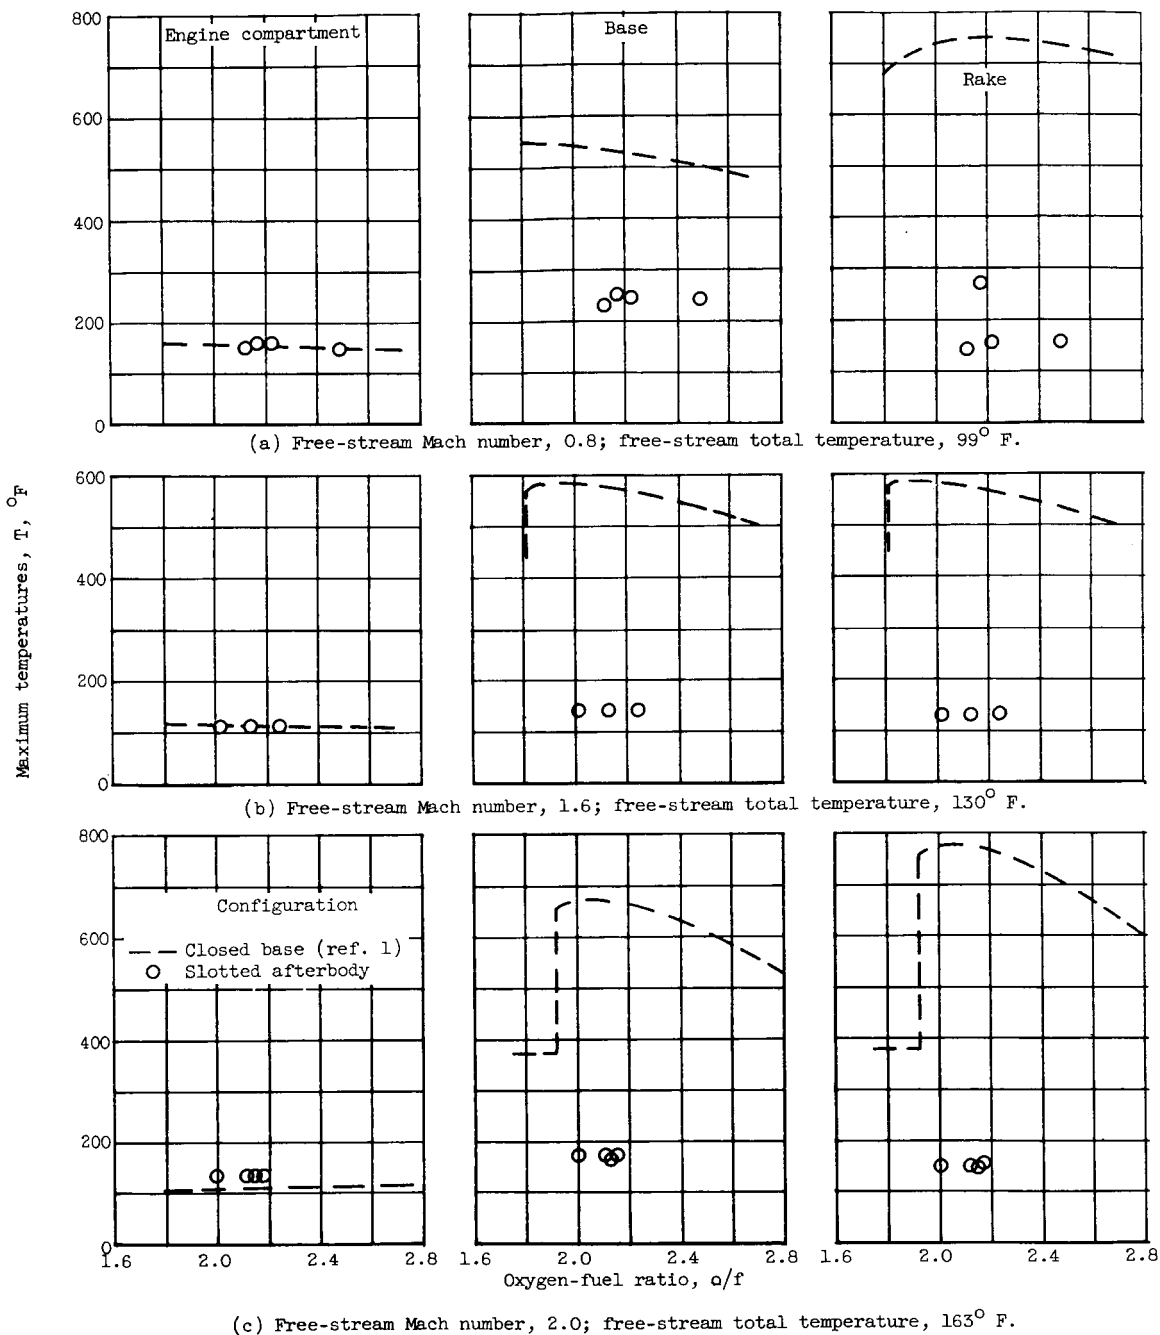 800
Engine compartment
Base
Rake
600
400
200
0
(a) Free-stream Mach number, 0.8; free-stream total temperature, 99° F.
600
400
200
0
Maximum temperatures, T, °F
(b) Free-stream Mach number, 1.6; free-stream total temperature, 130° F.
800
Configuration
600
Closed base (ref. 1)
Slotted afterbody
400
200
0
1.6 2.0 2.4 2.8 1.6 2.0 2.4 2.8 1.6 2.0 2.4 2.8
Oxygen-fuel ratio, o/f
(c) Free-stream Mach number, 2.0; free-stream total temperature, 163° F.